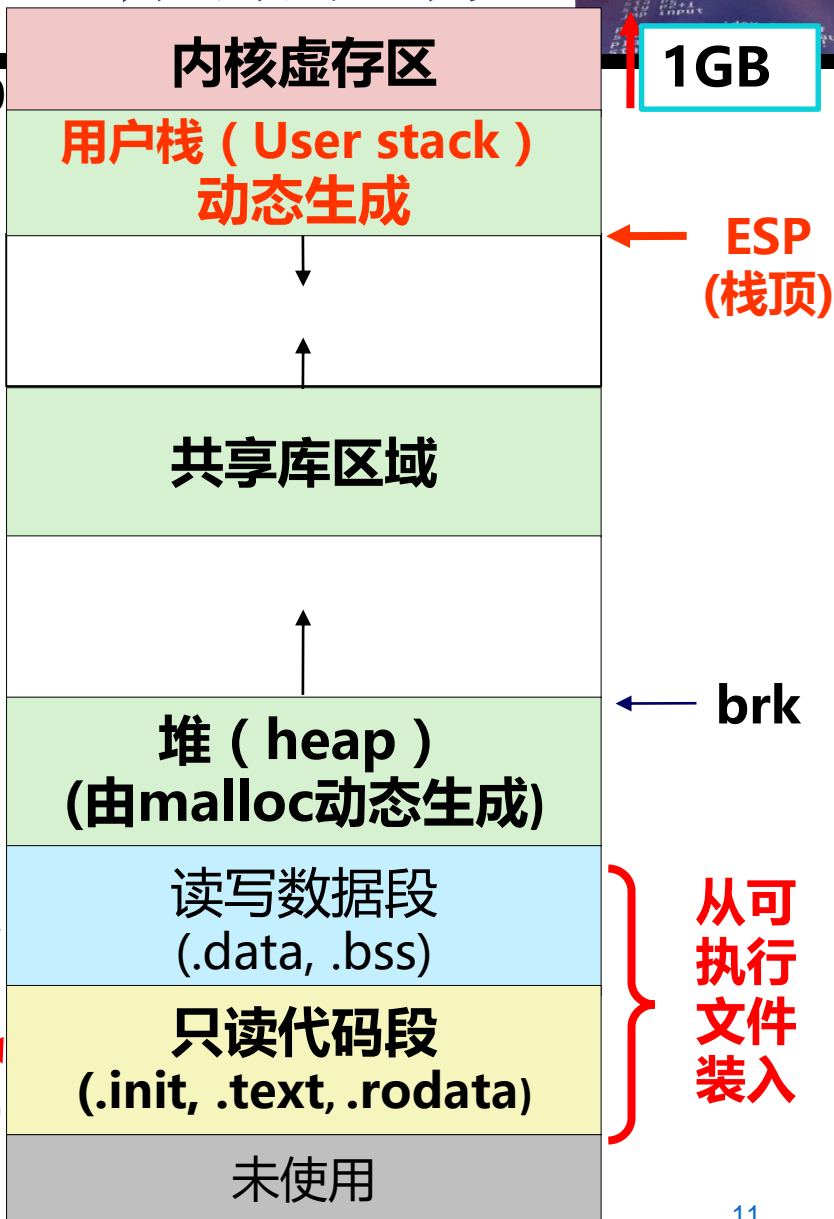 内核虚存区
1GB
用户栈（User stack）
动态生成
ESP
(栈顶)
共享库区域
brk
堆（heap）
(由malloc动态生成)
读写数据段
(.data, .bss)
从可
执行
文件
装入
只读代码段
(.init, .text, .rodata)
未使用
11